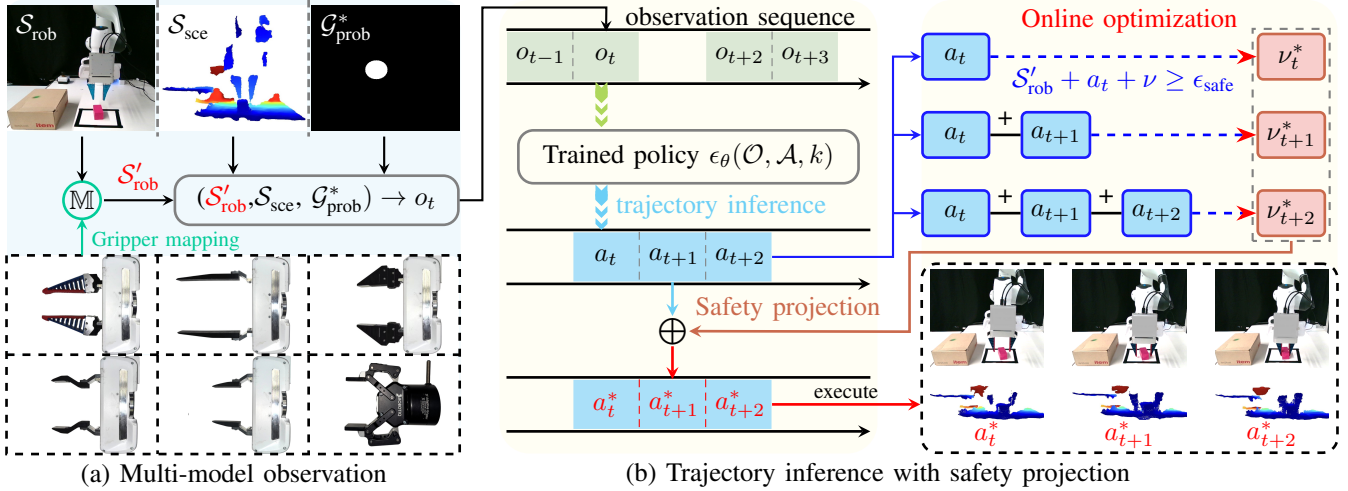 𝒮_rob
𝒮_sce
𝒢*_prob
𝕄
𝒮′_rob
(𝒮′_rob, 𝒮_sce, 𝒢*_prob) → o_t
Gripper mapping
(a) Multi-model observation
observation sequence
o_{t−1} o_t o_{t+2} o_{t+3}
Trained policy ϵ_θ(𝒪, 𝒜, k)
trajectory inference
a_t a_{t+1} a_{t+2}
Safety projection
⊕
a*_t a*_{t+1} a*_{t+2}
execute
Online optimization
a_t ν*_t
𝒮′_rob + a_t + ν ≥ ϵ_safe
a_t + a_{t+1} ν*_{t+1}
a_t + a_{t+1} + a_{t+2} ν*_{t+2}
a*_t a*_{t+1} a*_{t+2}
(b) Trajectory inference with safety projection